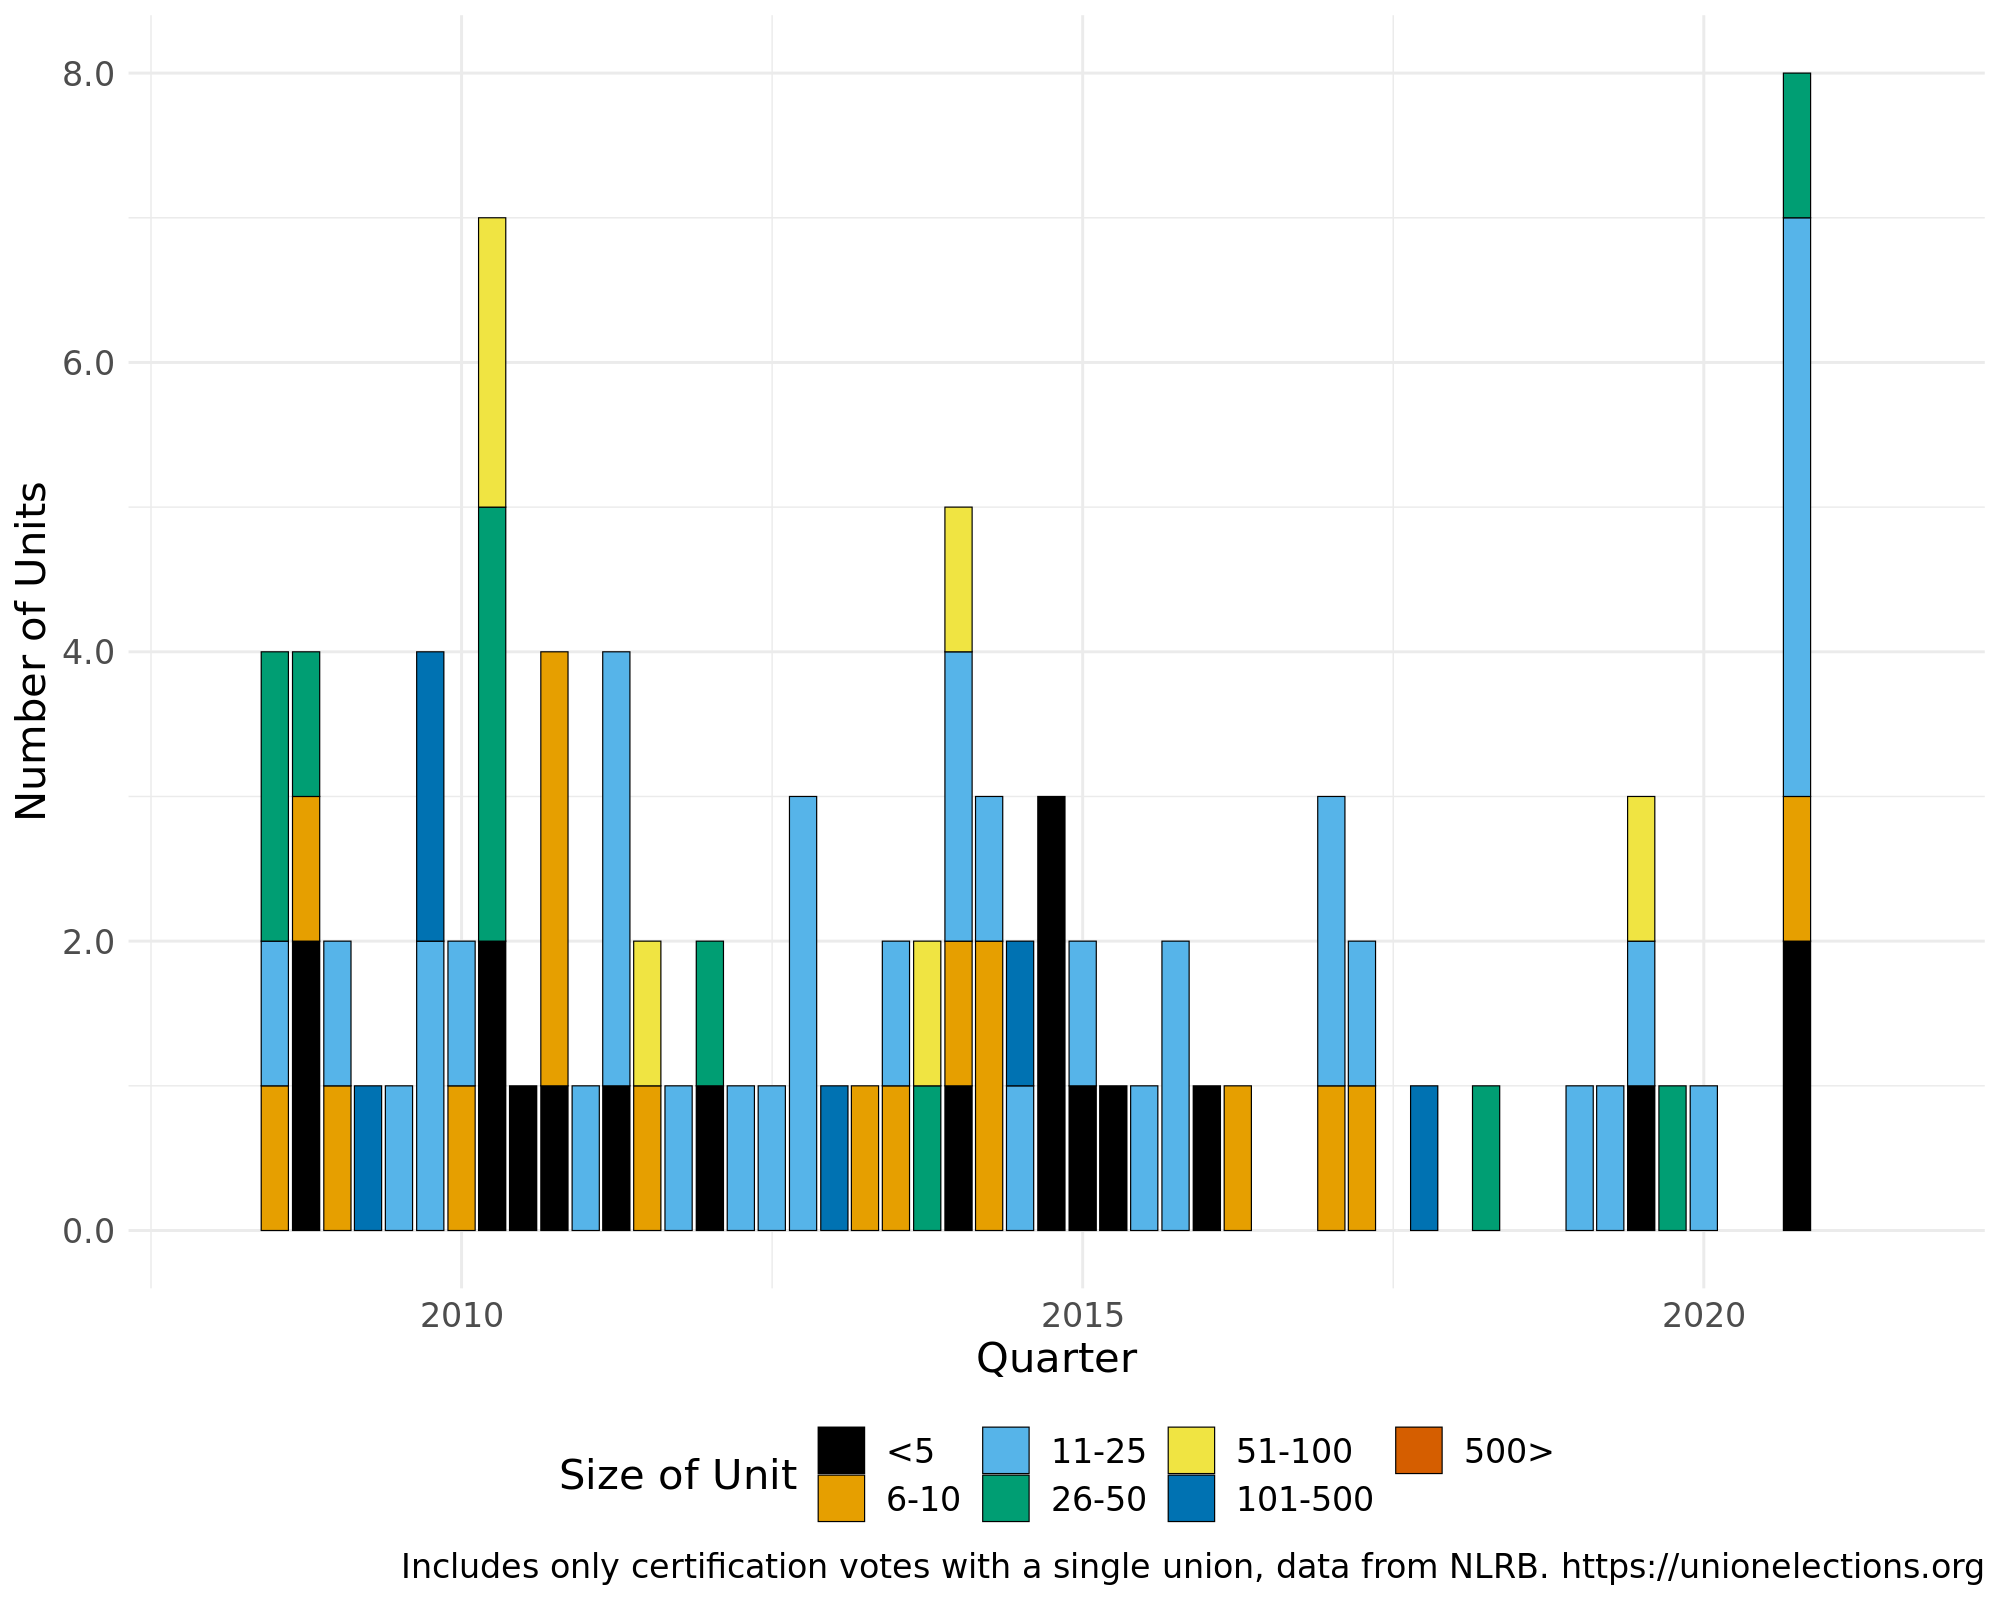 8.0
6.0
4.0
2.0
0.0
Number of Units
2010 2015 2020
Quarter
Size of Unit
<5 11-25 51-100 500>
6-10 26-50 101-500
Includes only certification votes with a single union, data from NLRB. https://unionelections.org